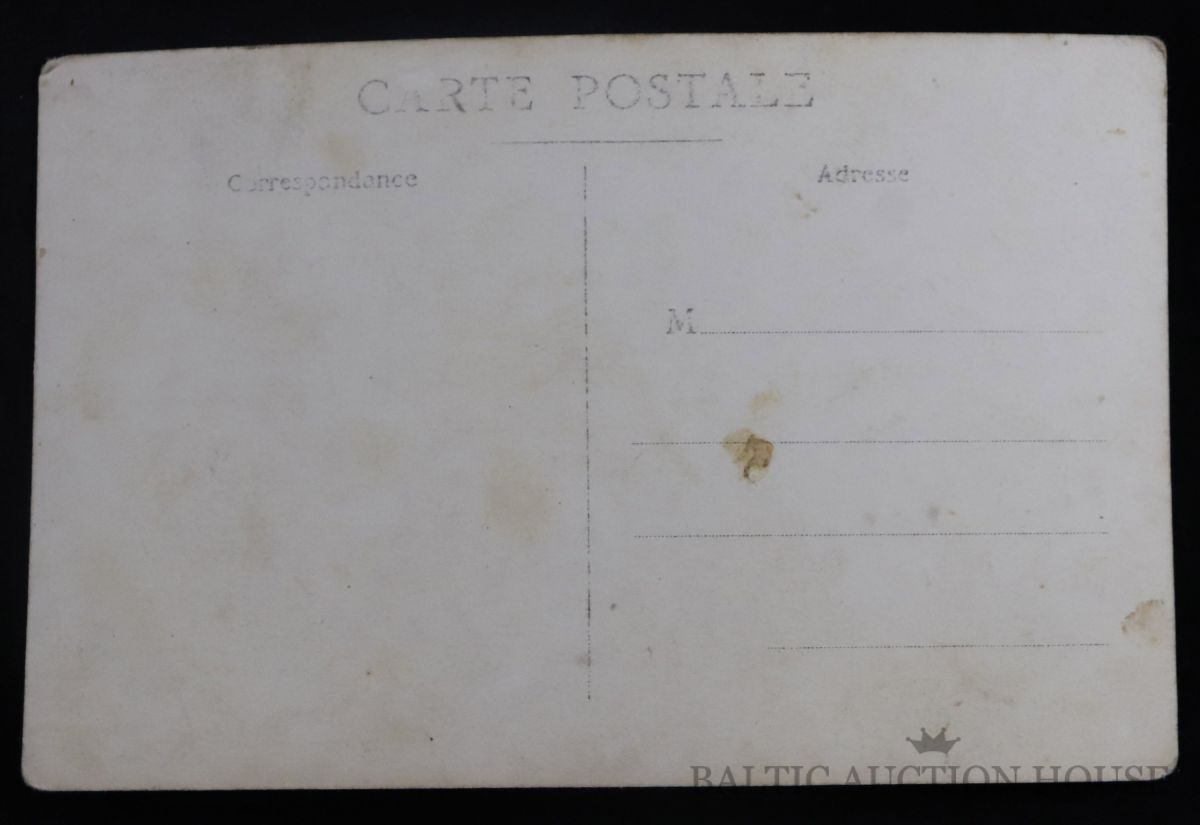 CARTE POSTALE
Correspondance
Adresse
M
BALTIC AUCTION HOUSE